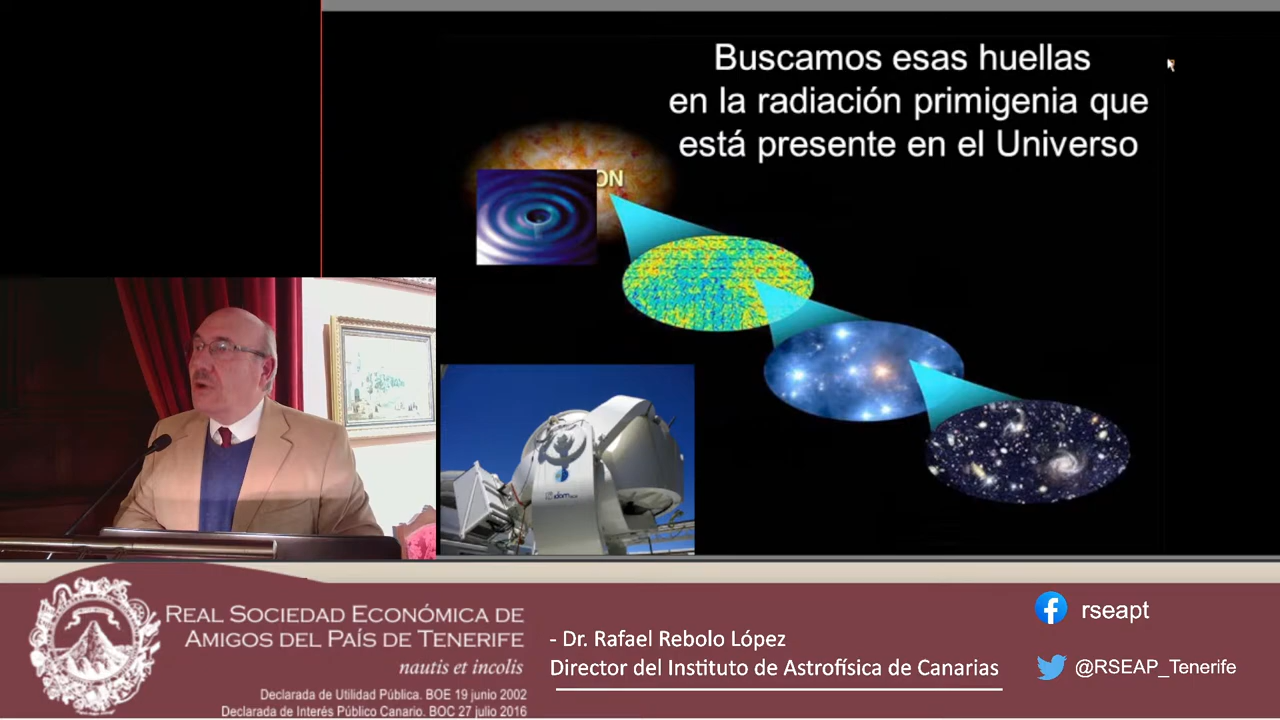 Buscamos esas huellas
en la radiación primigenia que
está presente en el Universo
ON
idom
REAL SOCIEDAD ECONÓMICA DE
AMIGOS DEL PAÍS DE TENERIFE
nautis et incolis
Declarada de Utilidad Pública. BOE 19 junio 2002
Declarada de Interés Público Canario. BOC 27 julio 2016
- Dr. Rafael Rebolo López
Director del Instituto de Astrofísica de Canarias
rseapt
@RSEAP_Tenerife